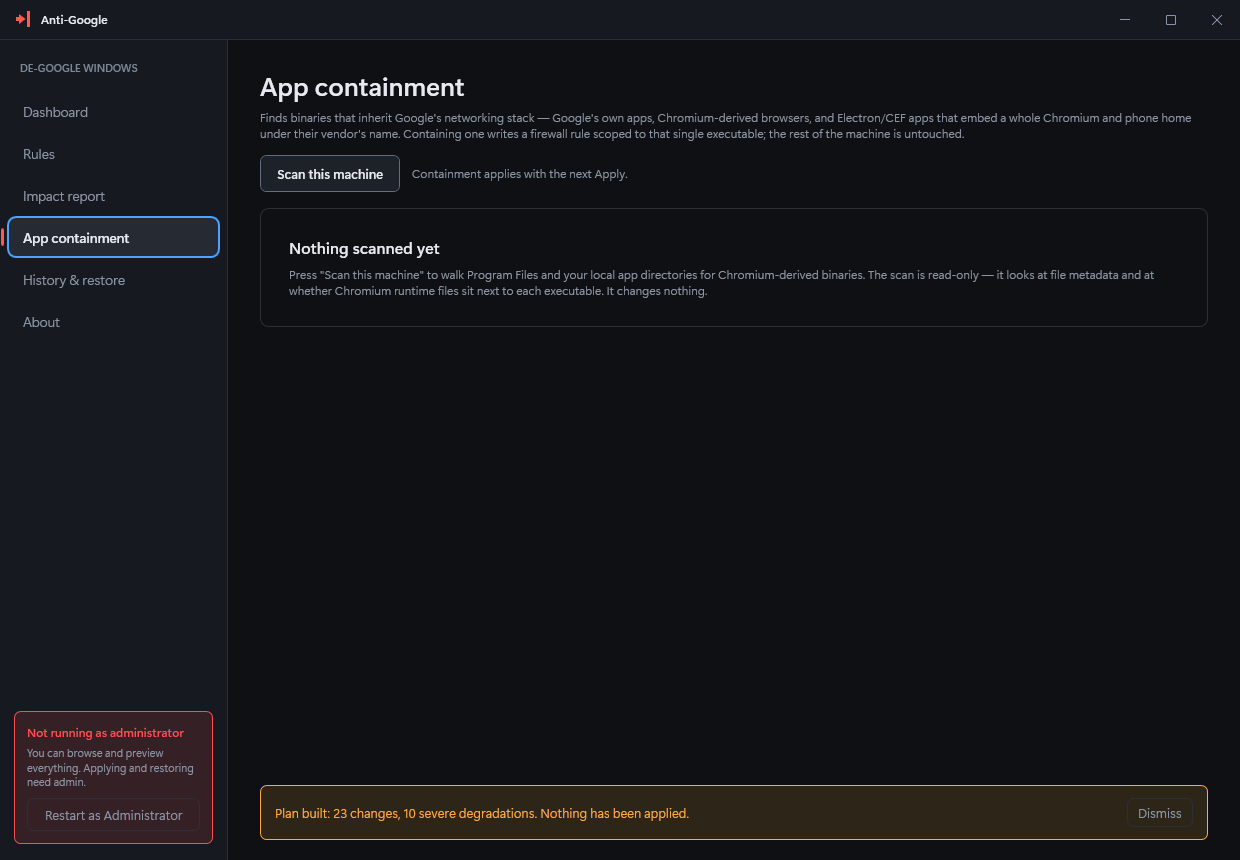 Anti-Google
DE-GOOGLE WINDOWS
Dashboard
Rules
Impact report
App containment
History & restore
About
Not running as administrator
You can browse and preview
everything. Applying and restoring
need admin.
Restart as Administrator
App containment
Finds binaries that inherit Google's networking stack — Google's own apps, Chromium-derived browsers, and Electron/CEF apps that embed a whole Chromium and phone home
under their vendor's name. Containing one writes a firewall rule scoped to that single executable; the rest of the machine is untouched.
Scan this machine
Containment applies with the next Apply.
Nothing scanned yet
Press "Scan this machine" to walk Program Files and your local app directories for Chromium-derived binaries. The scan is read-only — it looks at file metadata and at
whether Chromium runtime files sit next to each executable. It changes nothing.
Plan built: 23 changes, 10 severe degradations. Nothing has been applied.
Dismiss